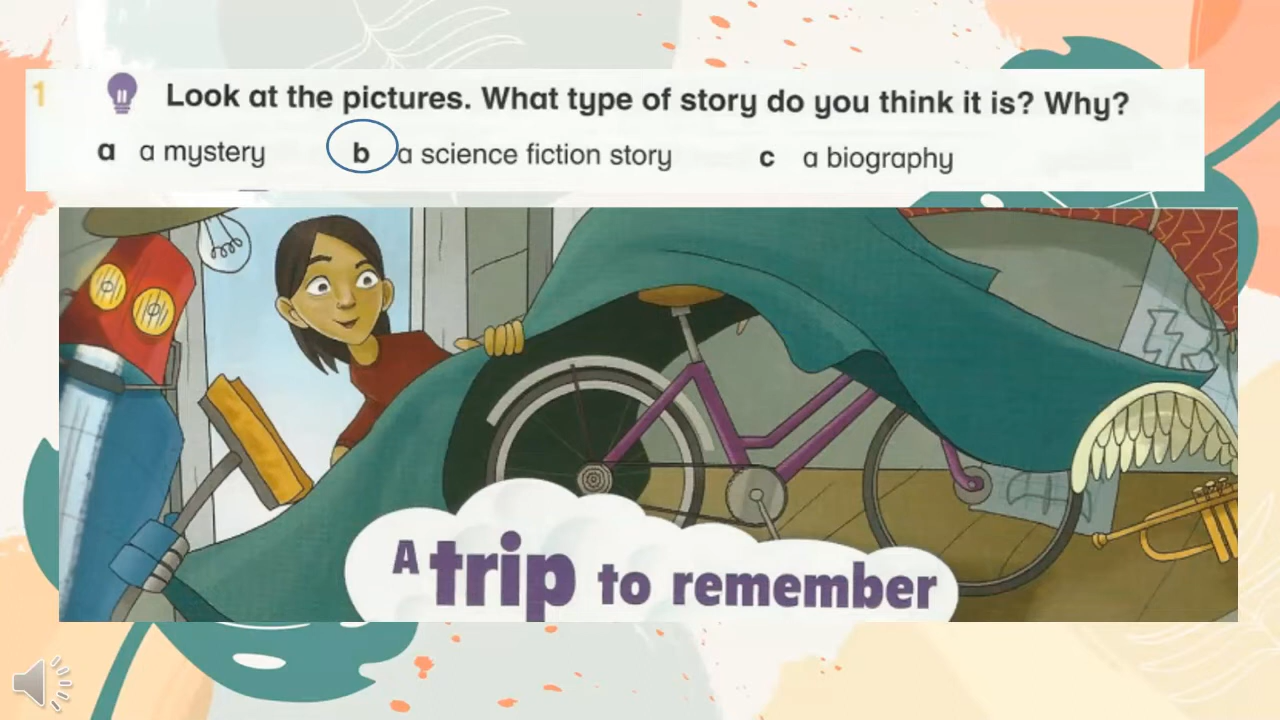 1 Look at the pictures. What type of story do you think it is? Why?
a a mystery b a science fiction story c a biography
A trip to remember